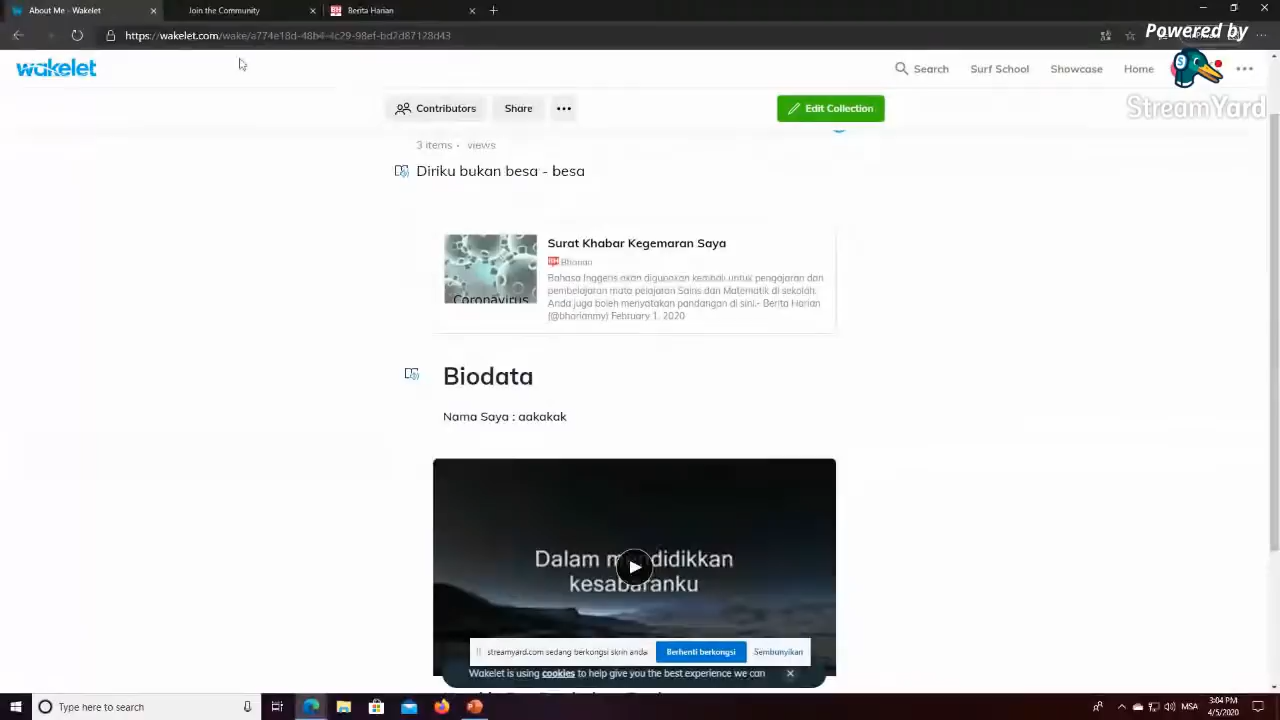 About Me - Wakelet
Join the Community
Berita Harian
https://wakelet.com/wake/a774e18d-48b4-4c29-98ef-bd2d87128d43
Powered by
StreamYard
wakelet
Search
Surf School
Showcase
Home
Contributors
Share
Edit Collection
3 items · views
Diriku bukan besa - besa
Coronavirus
Surat Khabar Kegemaran Saya
BH Bharian
Bahasa Inggeris akan digunakan kembali untuk pengajaran dan
pembelajaran mata pelajaran Sains dan Matematik di sekolah.
Anda juga boleh menyatakan pandangan di sini.- Berita Harian
(@bharianmy) February 1, 2020
Biodata
Nama Saya : aakakak
Dalam mendidikkan
kesabaranku
streamyard.com sedang berkongsi skrin anda.
Berhenti berkongsi
Sembunyikan
Wakelet is using cookies to help give you the best experience we can
Type here to search
MSA
3:04 PM
4/5/2020